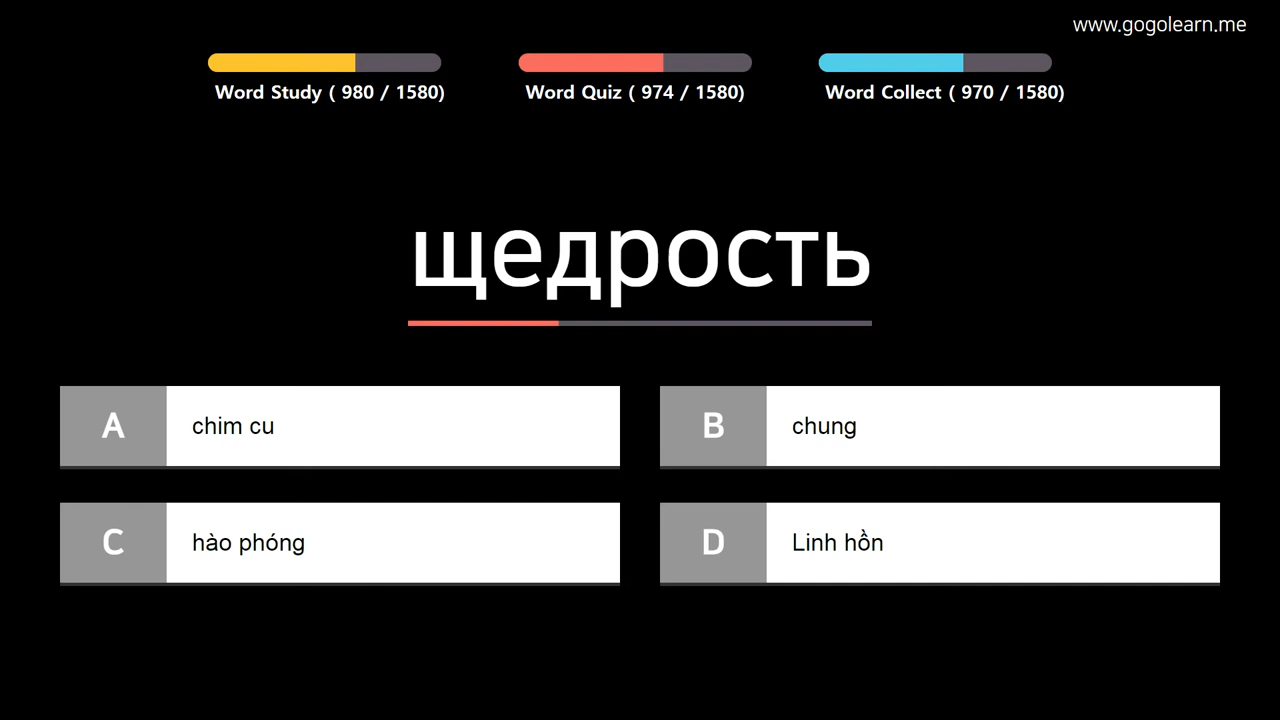 www.gogolearn.me
Word Study ( 980 / 1580)
Word Quiz ( 974 / 1580)
Word Collect ( 970 / 1580)
щедрость
A chim cu
B chung
C hào phóng
D Linh hồn